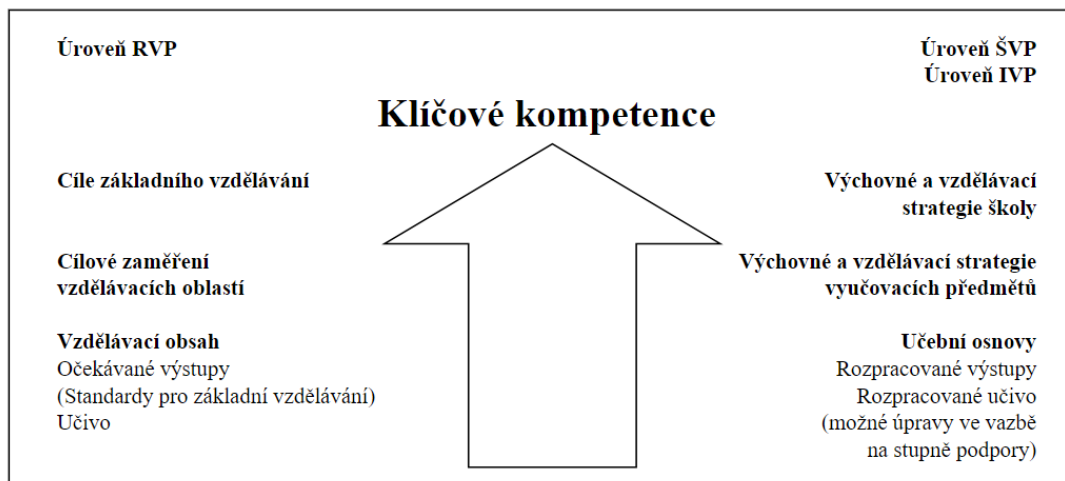 Úroveň RVP
Úroveň ŠVP
Úroveň IVP
Klíčové kompetence
Cíle základního vzdělávání
Výchovné a vzdělávací
strategie školy
Cílové zaměření
vzdělávacích oblastí
Výchovné a vzdělávací strategie
vyučovacích předmětů
Vzdělávací obsah
Očekávané výstupy
(Standardy pro základní vzdělávání)
Učivo
Učební osnovy
Rozpracované výstupy
Rozpracované učivo
(možné úpravy ve vazbě
na stupně podpory)